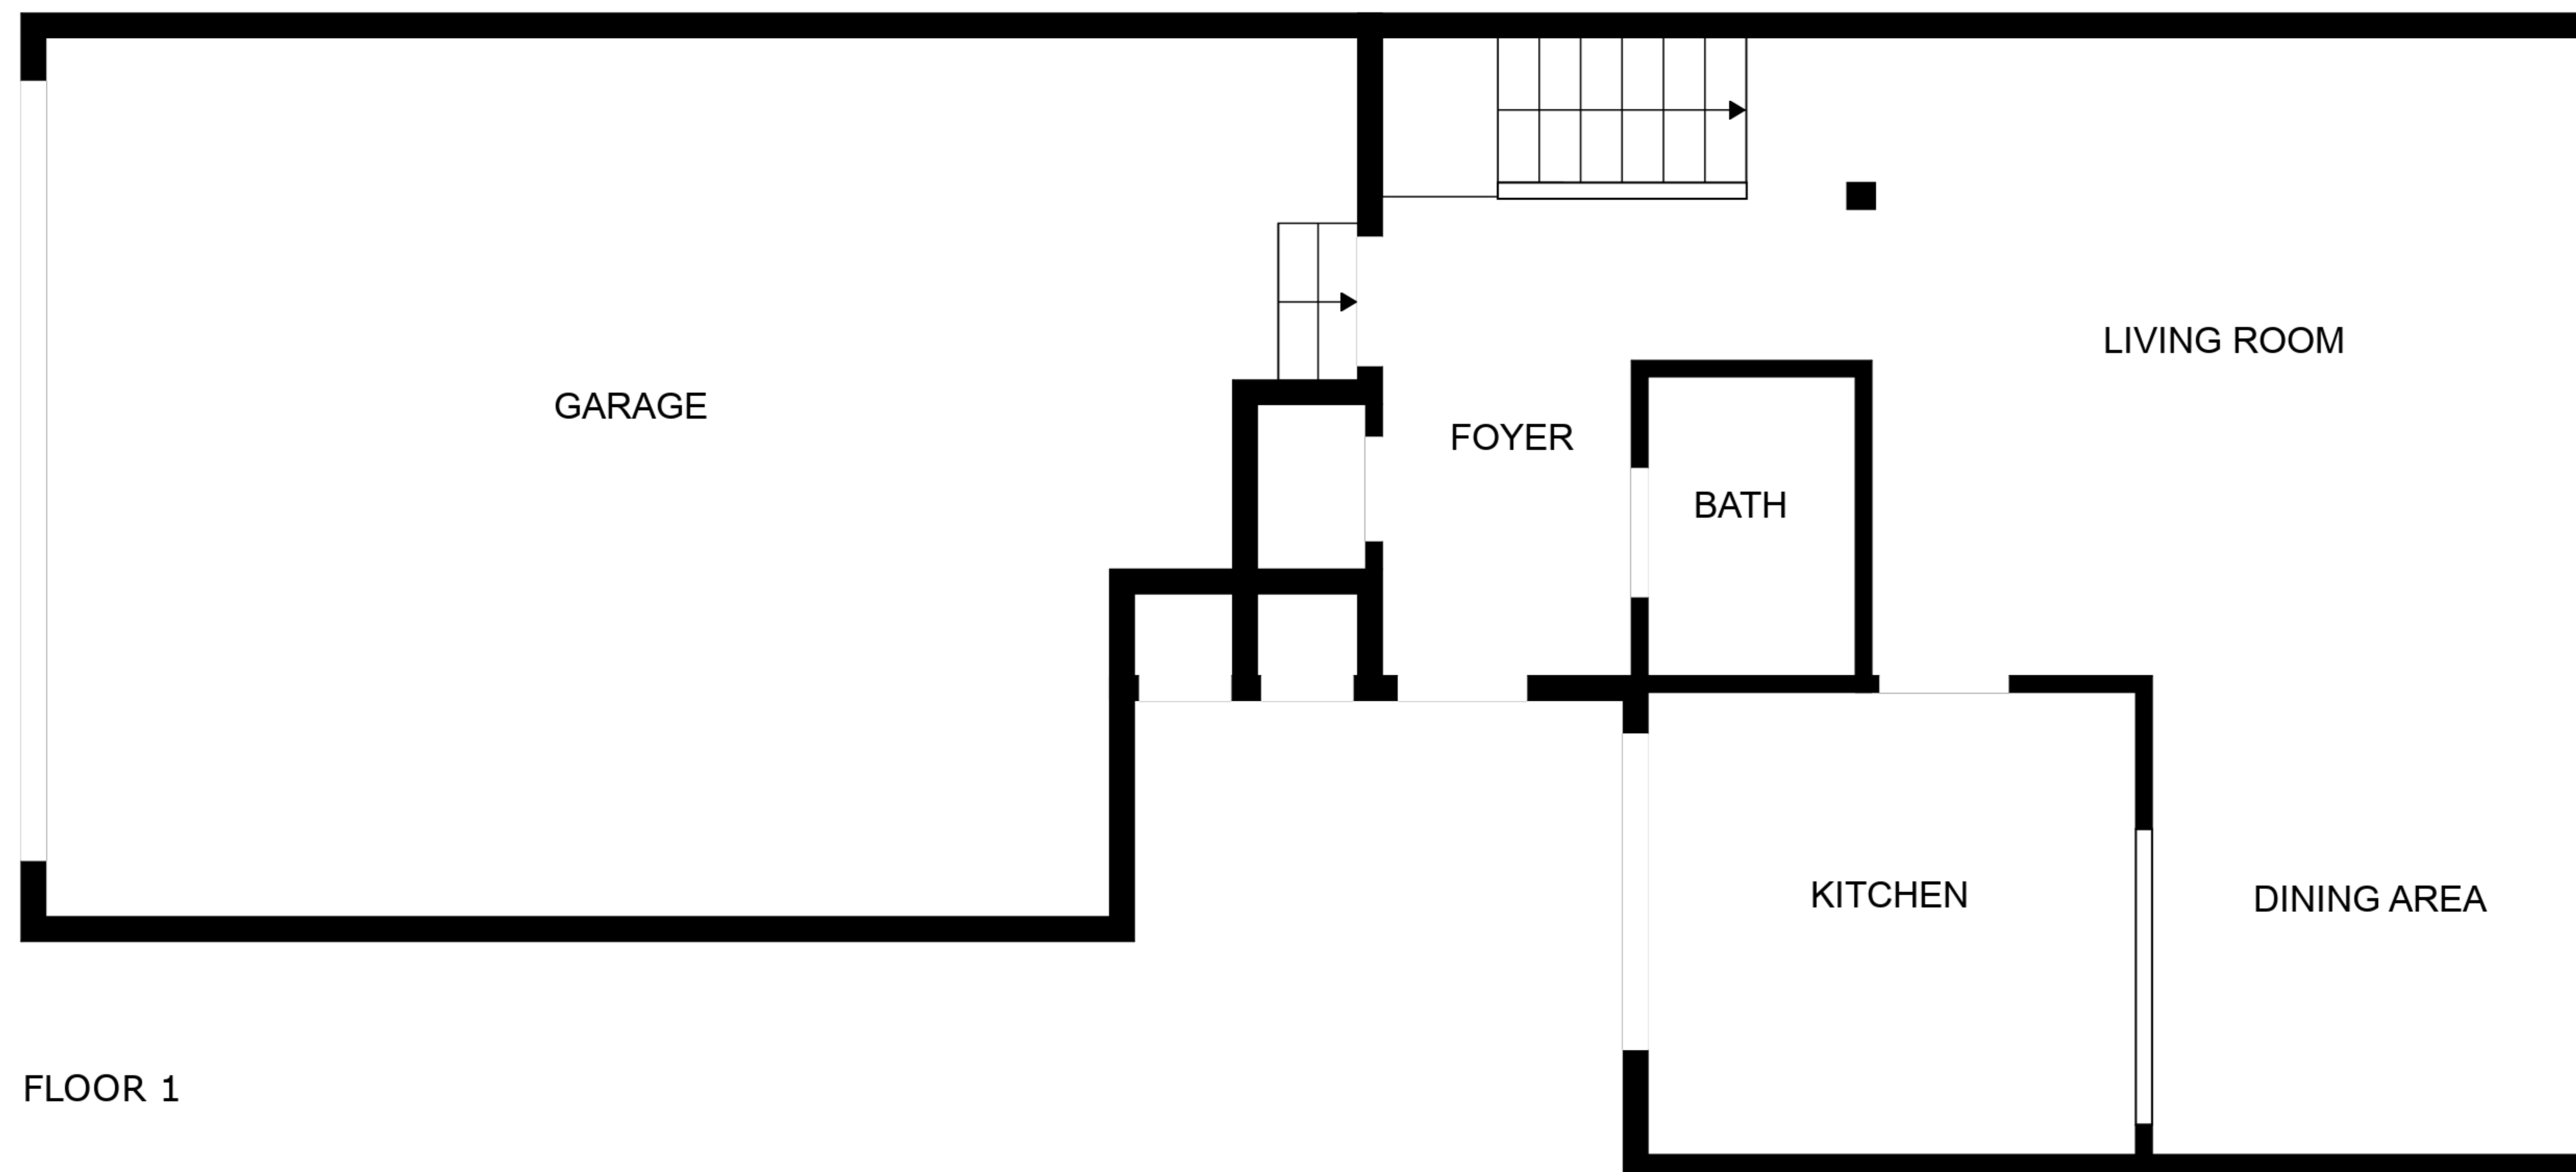 LIVING ROOM
GARAGE
FOYER
BATH
KITCHEN
DINING AREA
FLOOR 1